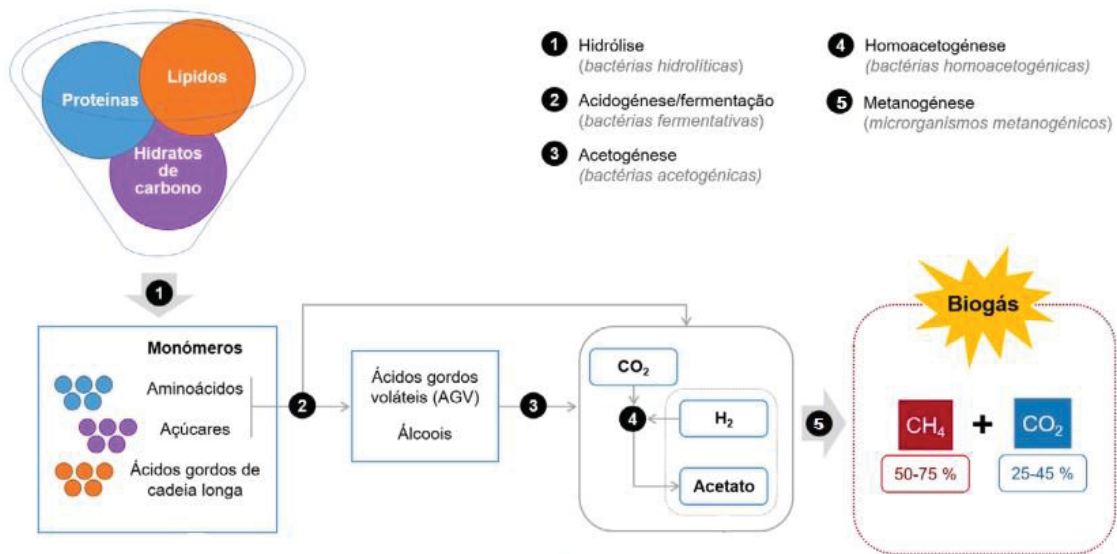 Proteínas
Lípidos
Hidratos
de
carbono
1 Hidrólise
(bactérias hidrolíticas)
2 Acidogénese/fermentação
(bactérias fermentativas)
3 Acetogénese
(bactérias acetogénicas)
4 Homoacetogénese
(bactérias homoacetogénicas)
5 Metanogénese
(microrganismos metanogénicos)
1
Monómeros
Aminoácidos
Açúcares
Ácidos gordos de
cadeia longa
2
Ácidos gordos
voláteis (AGV)
Álcoois
3
CO₂
4
H₂
Acetato
5
Biogás
CH₄ + CO₂
50-75 %
25-45 %